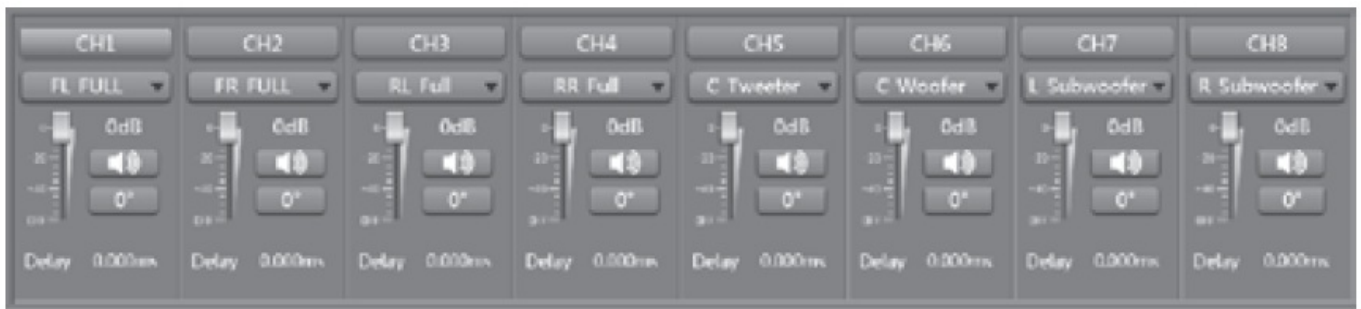 CH1 CH2 CH3 CH4 CH5 CH6 CH7 CH8
FL FULL FR FULL RL Full RR Full C Tweeter C Woofer L Subwoofer R Subwoofer
0dB 0dB 0dB 0dB 0dB 0dB 0dB 0dB
0° 0° 0° 0° 0° 0° 0° 0°
Delay 0.000ms Delay 0.000ms Delay 0.000ms Delay 0.000ms Delay 0.000ms Delay 0.000ms Delay 0.000ms Delay 0.000ms